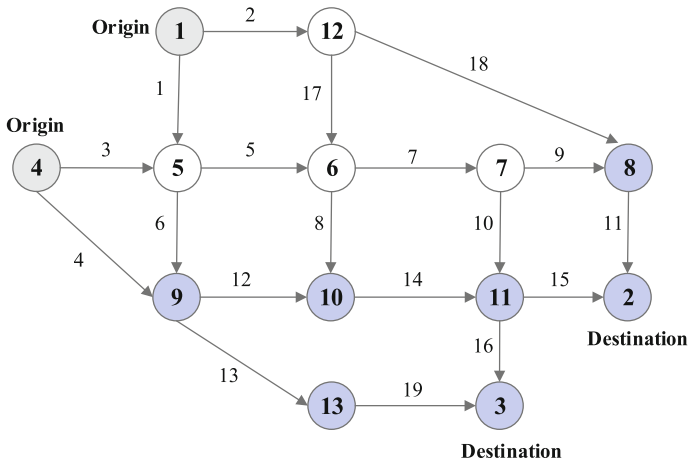 2
Origin 1 12
18
1 17
Origin
3 5 7 9
4 5 6 7 8
6 8 10 11
4
12 14 15
9 10 11 2
Destination
16
13
19
13 3
Destination